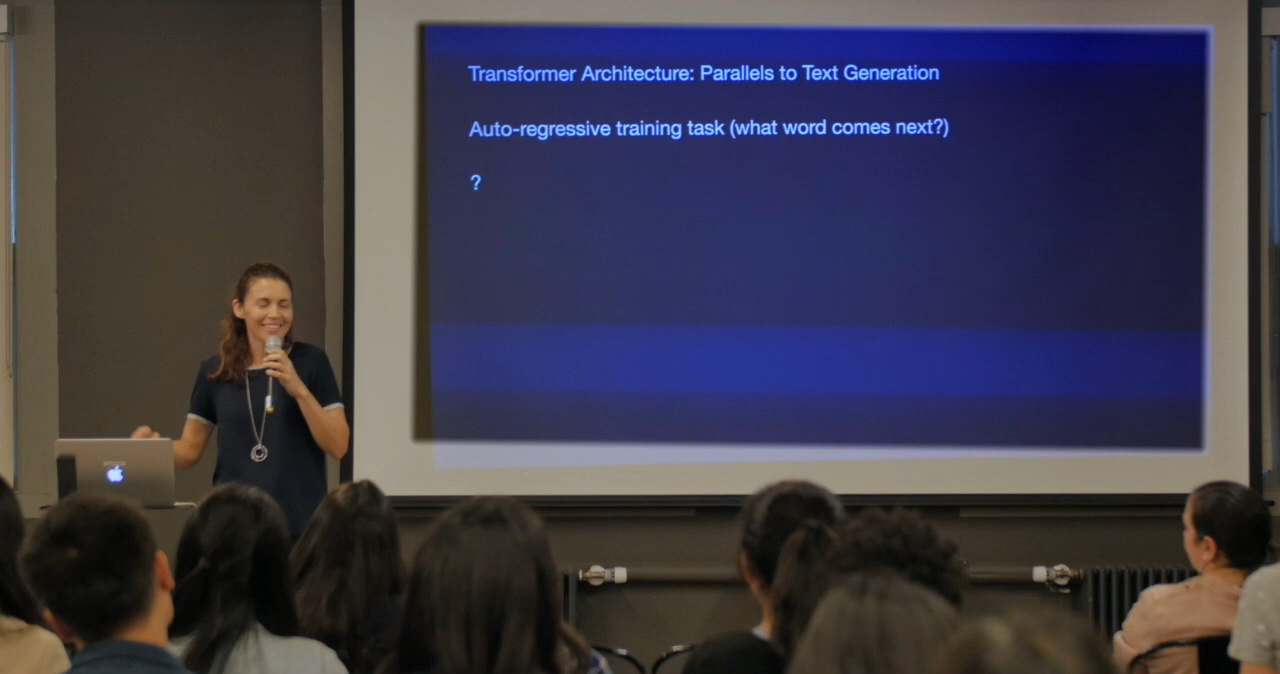 Transformer Architecture: Parallels to Text Generation
Auto-regressive training task (what word comes next?)
?